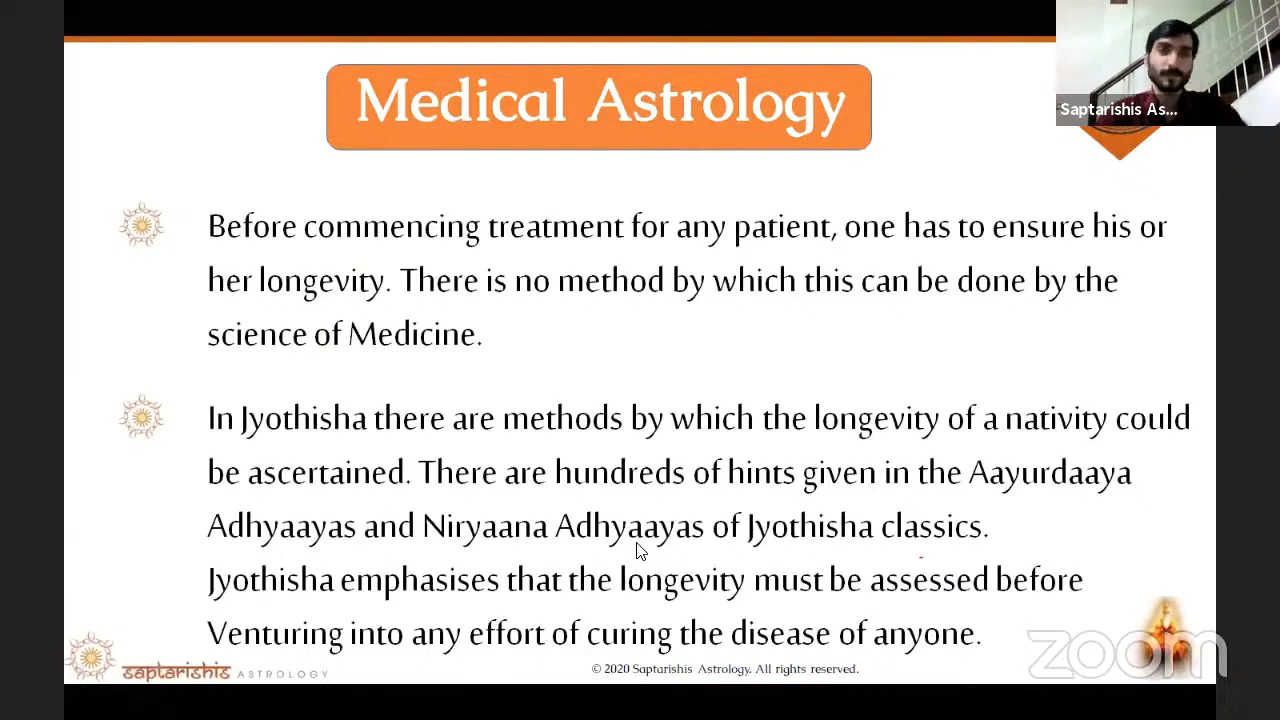 Medical Astrology
Saptarishis As...
Before commencing treatment for any patient, one has to ensure his or
her longevity. There is no method by which this can be done by the
science of Medicine.
In Jyothisha there are methods by which the longevity of a nativity could
be ascertained. There are hundreds of hints given in the Aayurdaaya
Adhyaayas and Niryaana Adhyaayas of Jyothisha classics.
Jyothisha emphasises that the longevity must be assessed before
Venturing into any effort of curing the disease of anyone.
saptarishis ASTROLOGY
© 2020 Saptarishis Astrology. All rights reserved.
zoom